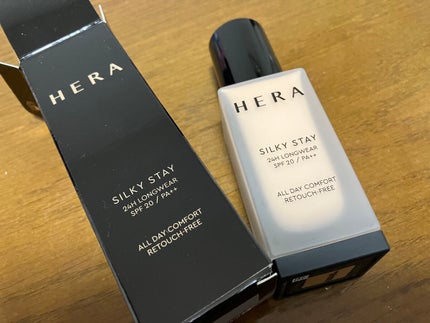 HERA
SILKY STAY
24H LONGWEAR
SPF 20 / PA++
ALL DAY COMFORT
RETOUCH-FREE
HERA
SILKY STAY
24H LONGWEAR
SPF 20 / PA++
ALL DAY COMFORT
RETOUCH-FREE